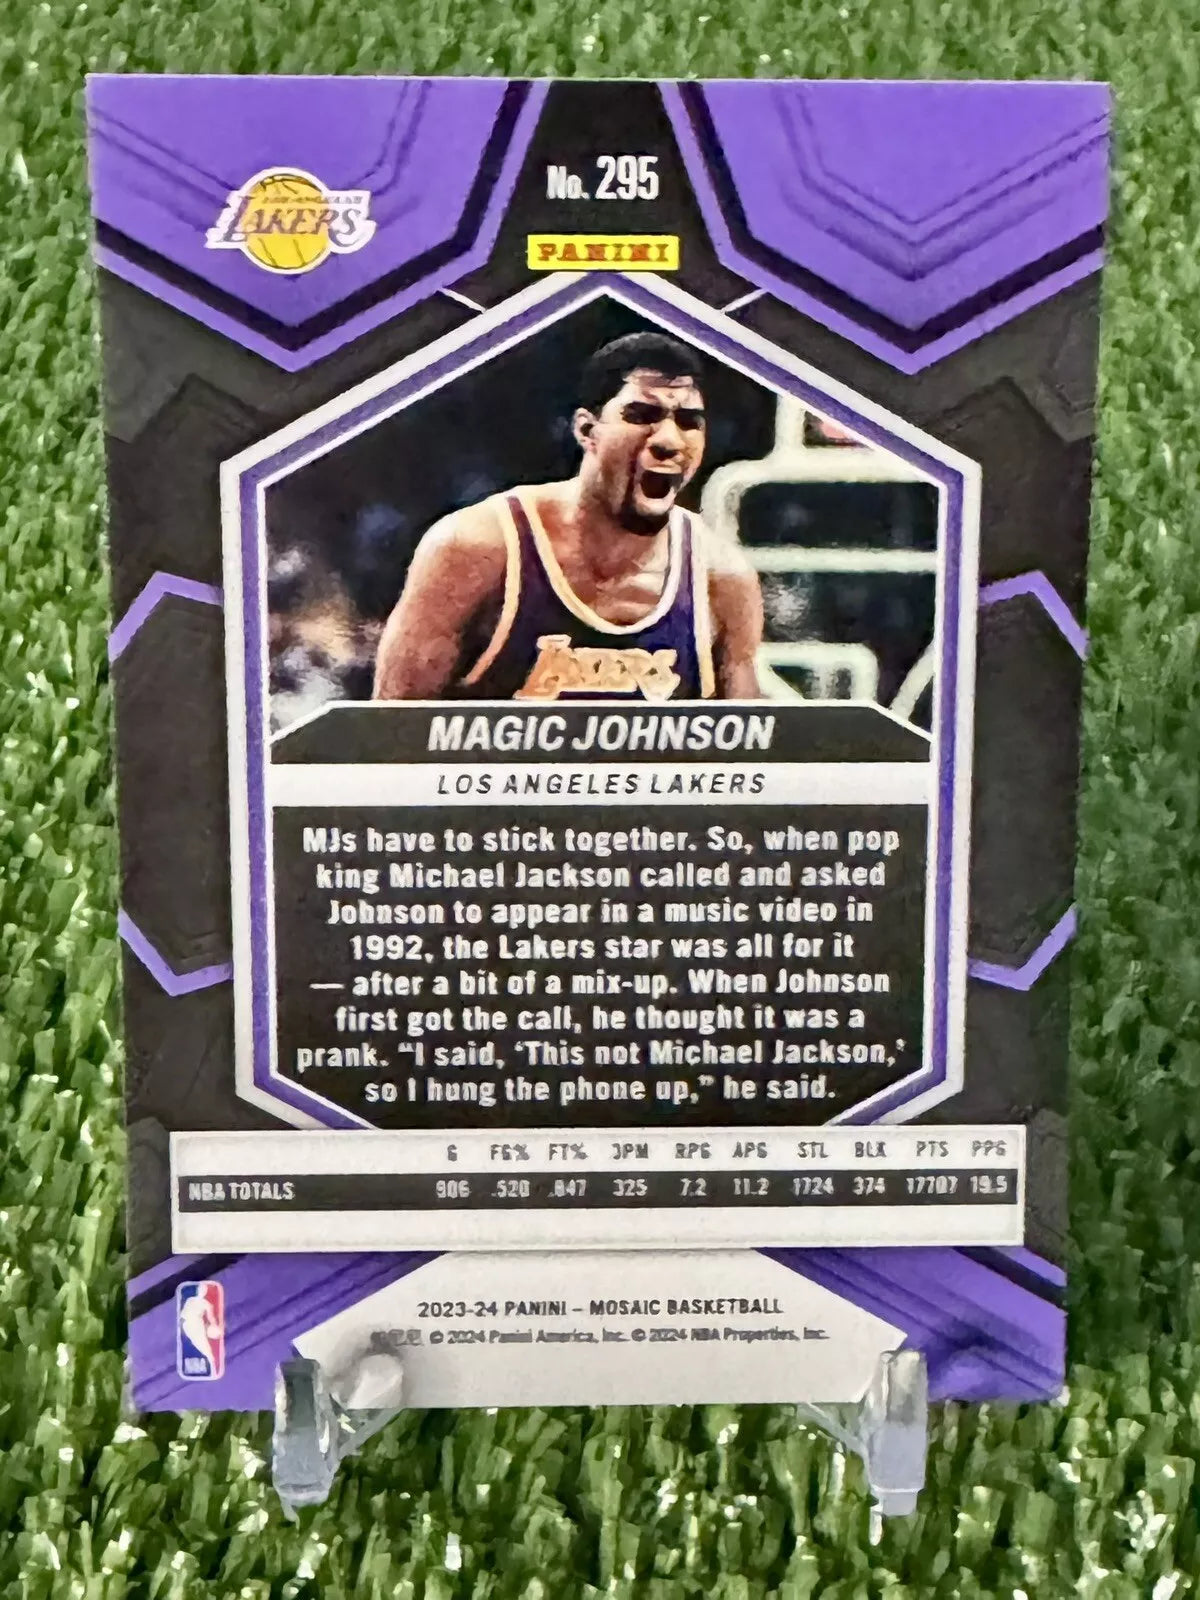 No. 295
LOS ANGELES
LAKERS
PANINI
LAKERS
MAGIC JOHNSON
LOS ANGELES LAKERS
MJs have to stick together. So, when pop
king Michael Jackson called and asked
Johnson to appear in a music video in
1992, the Lakers star was all for it
— after a bit of a mix-up. When Johnson
first got the call, he thought it was a
prank. “I said, ‘This not Michael Jackson,’
so I hung the phone up,” he said.
G FG% FT% 3PM RPG APG STL BLK PTS PPG
NBA TOTALS 906 .520 .847 325 7.2 11.2 1724 374 17707 19.5
2023-24 PANINI – MOSAIC BASKETBALL
© 2024 Panini America, Inc. © 2024 NBA Properties, Inc.
NBA